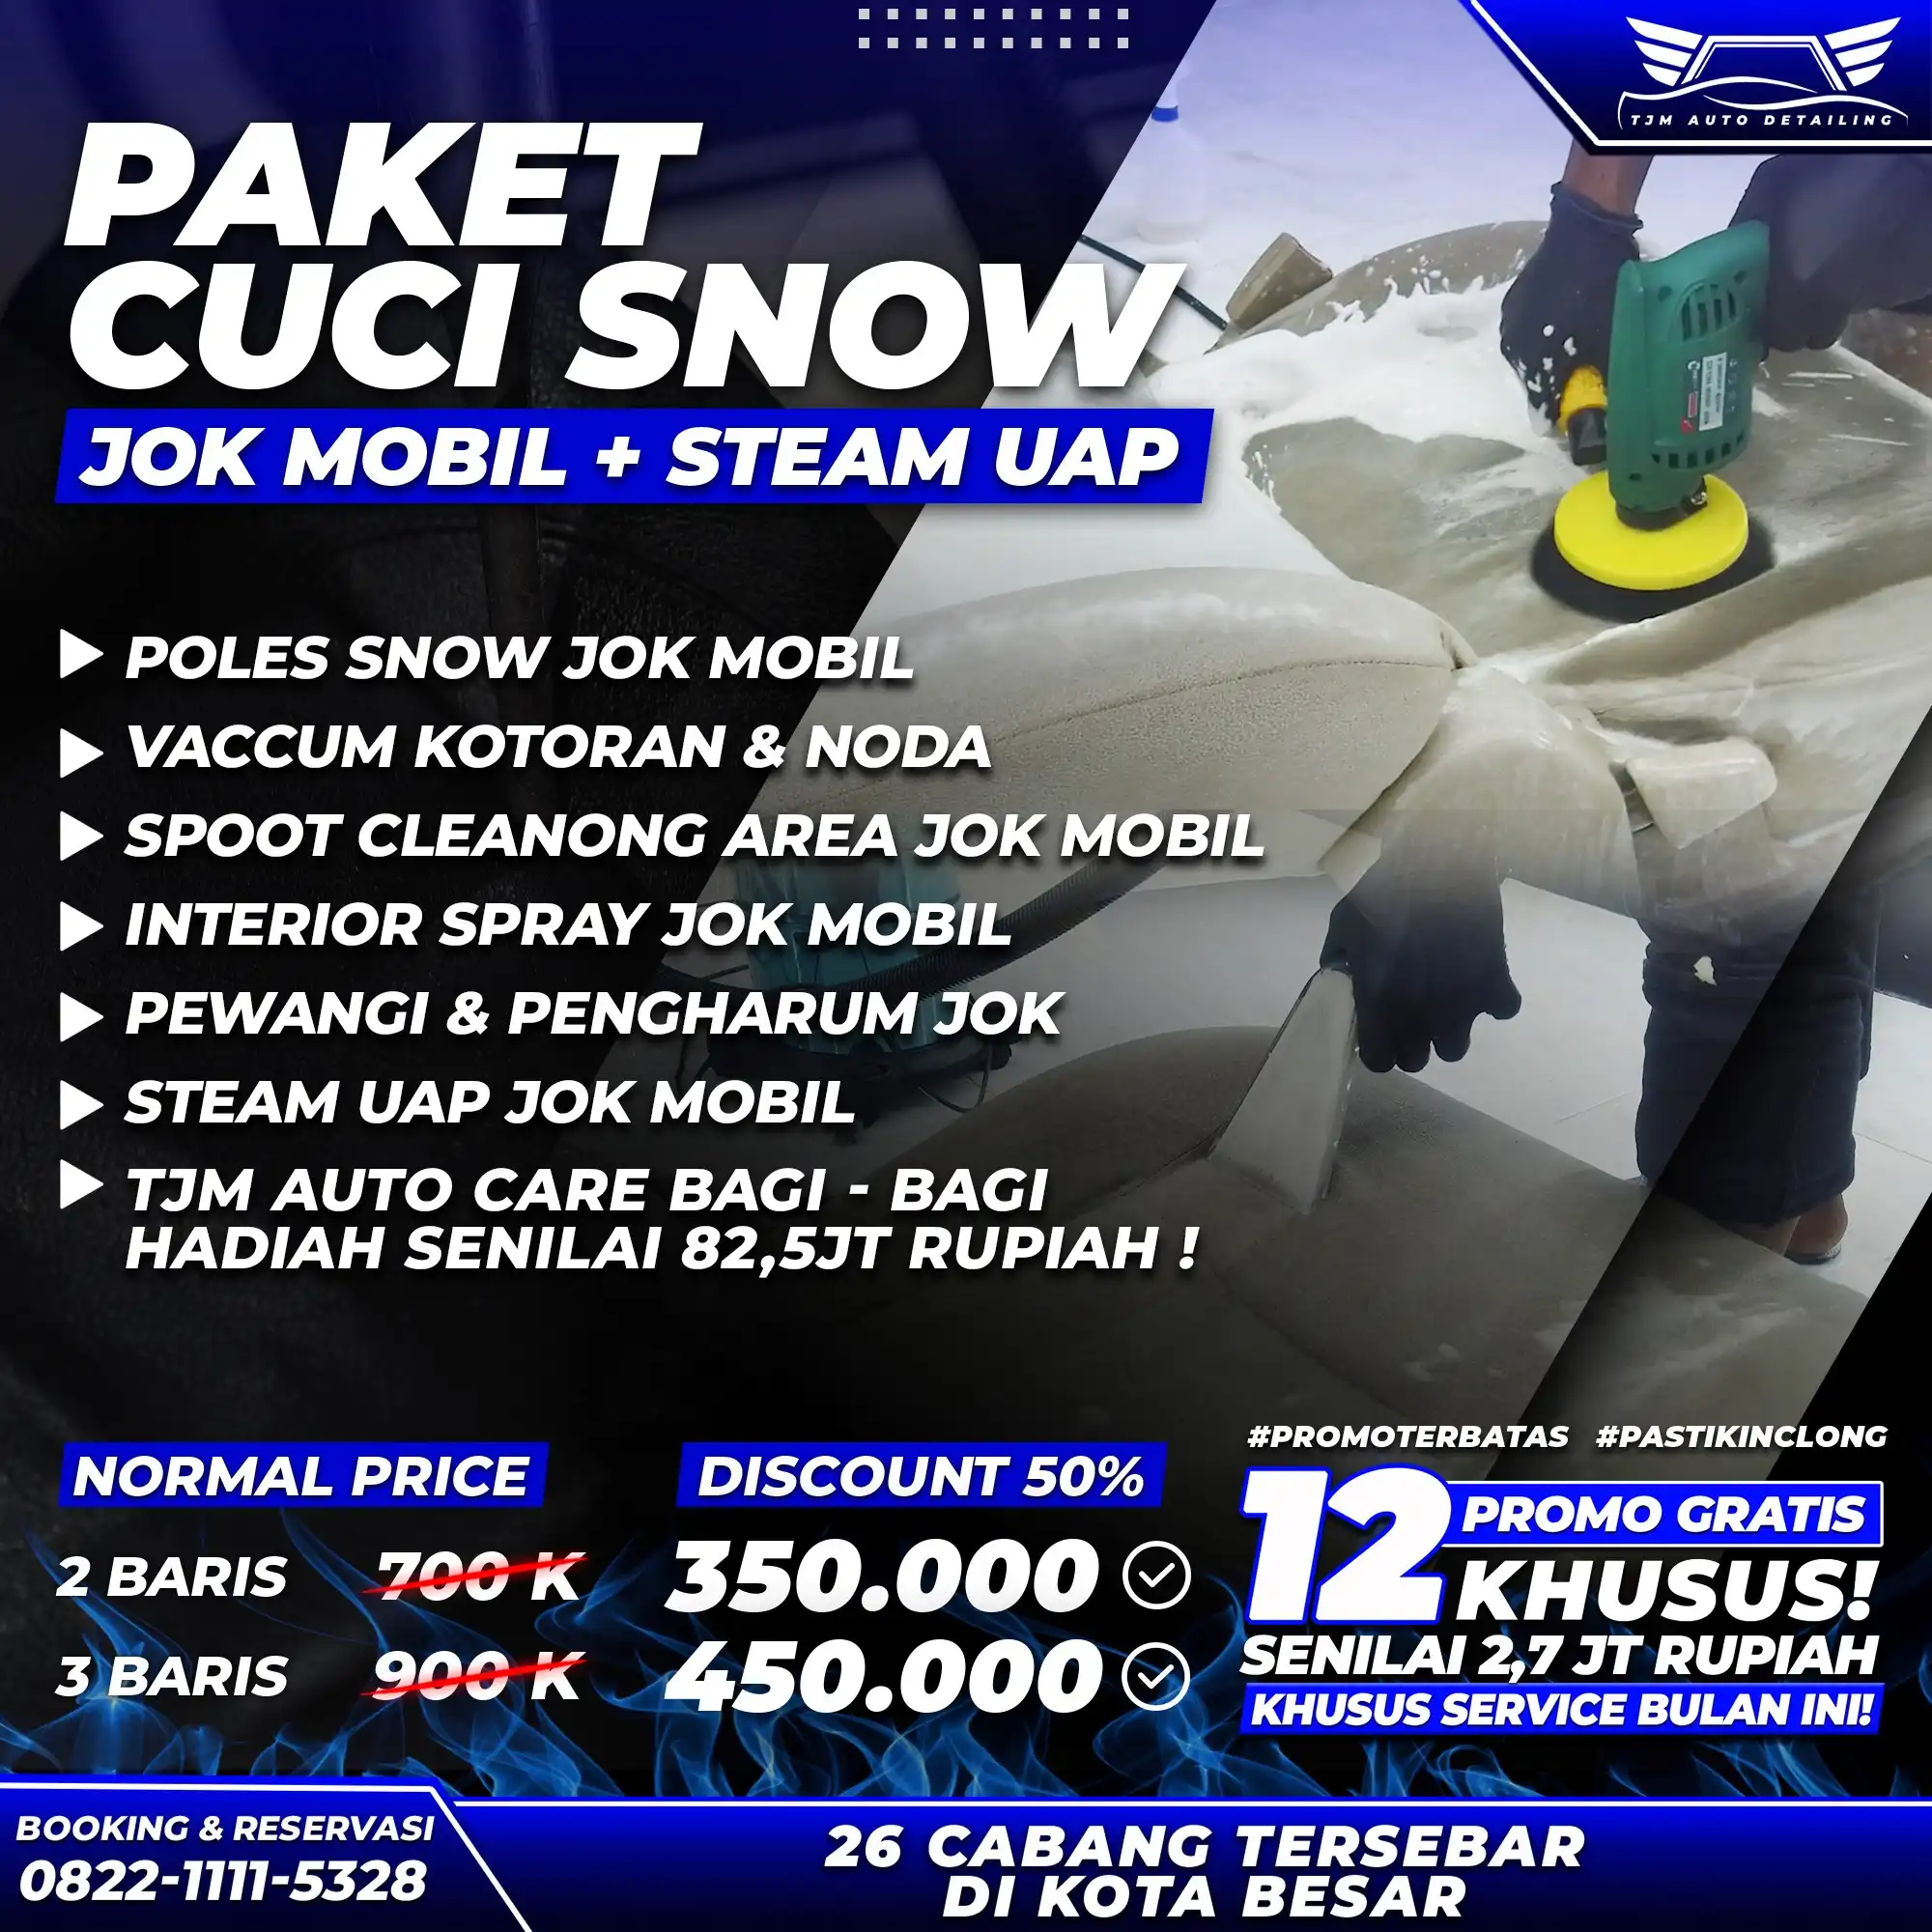 TJM AUTO DETAILING
PAKET
CUCI SNOW
JOK MOBIL + STEAM UAP
POLES SNOW JOK MOBIL
VACCUM KOTORAN & NODA
SPOOT CLEANONG AREA JOK MOBIL
INTERIOR SPRAY JOK MOBIL
PEWANGI & PENGHARUM JOK
STEAM UAP JOK MOBIL
TJM AUTO CARE BAGI - BAGI
HADIAH SENILAI 82,5JT RUPIAH !
NORMAL PRICE
2 BARIS 700 K
3 BARIS 900 K
DISCOUNT 50%
350.000
450.000
#PROMOTERBATAS #PASTIKINCLONG
12 PROMO GRATIS
KHUSUS!
SENILAI 2,7 JT RUPIAH
KHUSUS SERVICE BULAN INI!
BOOKING & RESERVASI
0822-1111-5328
26 CABANG TERSEBAR
DI KOTA BESAR